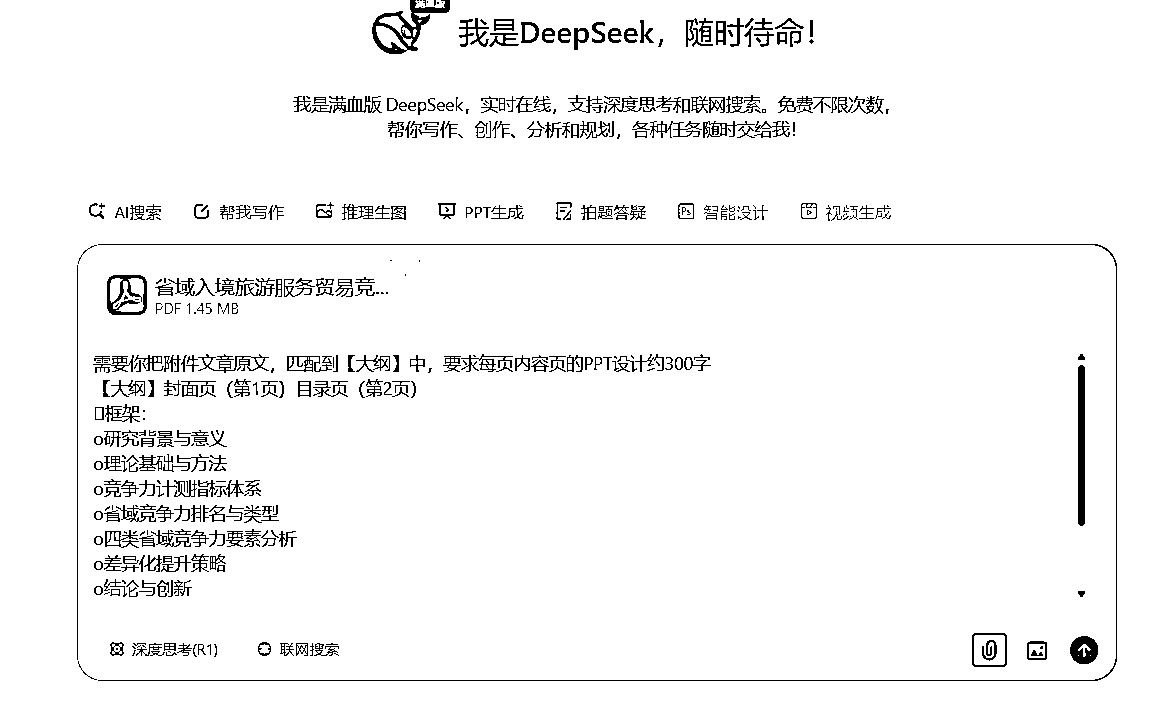 满血版
我是DeepSeek，随时待命！
我是满血版 DeepSeek，实时在线，支持深度思考和联网搜索。免费不限次数，
帮你写作、创作、分析和规划，各种任务随时交给我！
AI搜索 帮我写作 推理生图 PPT生成 拍题答疑 智能设计 视频生成
省域入境旅游服务贸易竞...
PDF 1.45 MB
需要你把附件文章原文，匹配到【大纲】中，要求每页内容页的PPT设计约300字
【大纲】封面页（第1页）目录页（第2页）
框架：
o研究背景与意义
o理论基础与方法
o竞争力计测指标体系
o省域竞争力排名与类型
o四类省域竞争力要素分析
o差异化提升策略
o结论与创新
深度思考(R1) 联网搜索